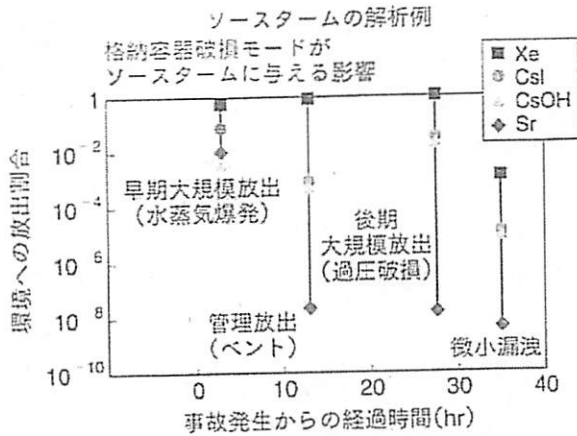 ソースタームの解析例
格納容器破損モードが
ソースタームに与える影響
Xe
CsI
CsOH
Sr
1
10⁻²
10⁻⁴
10⁻⁶
10⁻⁸
10⁻¹⁰
環境への放出割合
早期大規模放出
(水蒸気爆発)
後期
大規模放出
(過圧破損)
管理放出
(ベント)
微小漏洩
0
10
20
30
40
事故発生からの経過時間(hr)